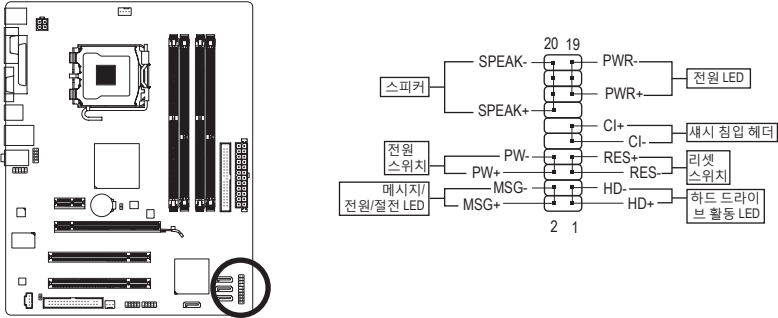 20 19
SPEAK-
PWR-
스피커
전원 LED
PWR+
SPEAK+
CI+
섀시 침입 헤더
CI-
전원
스위치
PW-
RES+
리셋
스위치
PW+
RES-
메시지/
전원/절전 LED
MSG-
HD-
하드 드라이
브 활동 LED
MSG+
HD+
2 1